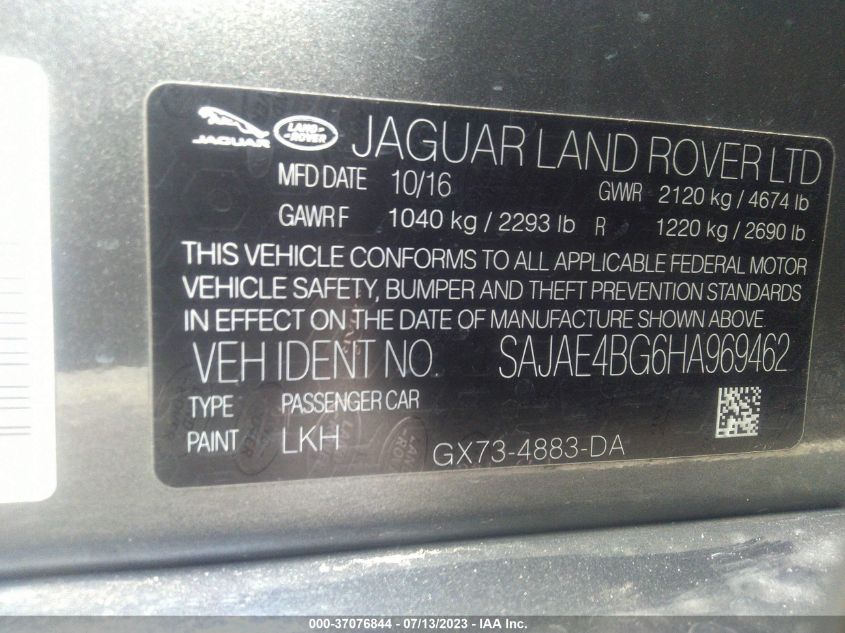 JAGUAR LAND ROVER JAGUAR LAND ROVER LTD
MFD DATE 10/16 GWWR 2120 kg / 4674 lb
GAWR F 1040 kg / 2293 lb R 1220 kg / 2690 lb
THIS VEHICLE CONFORMS TO ALL APPLICABLE FEDERAL MOTOR
VEHICLE SAFETY, BUMPER AND THEFT PREVENTION STANDARDS
IN EFFECT ON THE DATE OF MANUFACTURE SHOWN ABOVE.
VEH IDENT NO. SAJAE4BG6HA969462
TYPE PASSENGER CAR
PAINT LKH
GX73-4883-DA
000-37076844 / 07/13/2023 / IAA Inc.